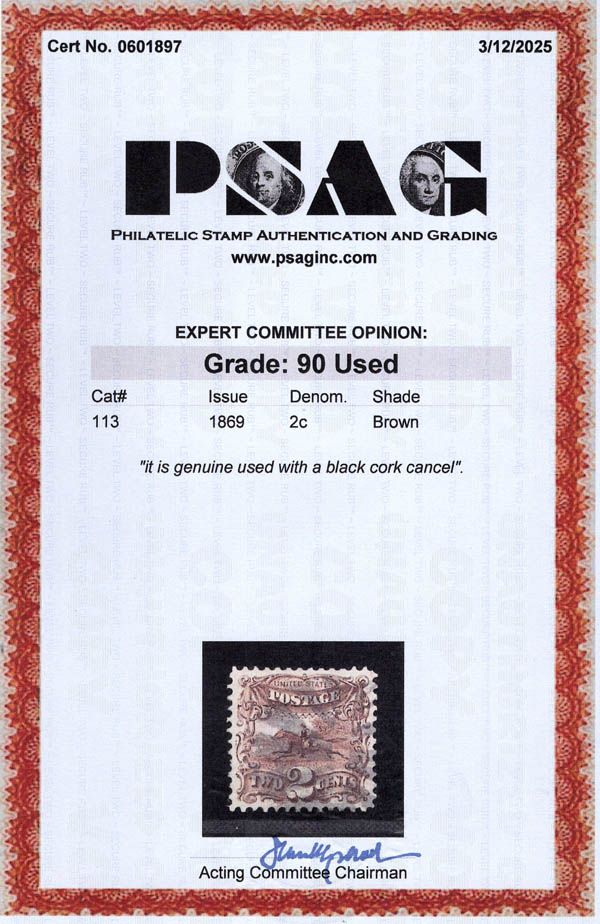 Cert No. 0601897 3/12/2025
PSAG
PHILATELIC STAMP AUTHENTICATION AND GRADING
www.psaginc.com
EXPERT COMMITTEE OPINION:
Grade: 90 Used
Cat# Issue Denom. Shade
113 1869 2c Brown
"it is genuine used with a black cork cancel".
UNITED STATES
POSTAGE
TWO 2 CENTS
Acting Committee Chairman